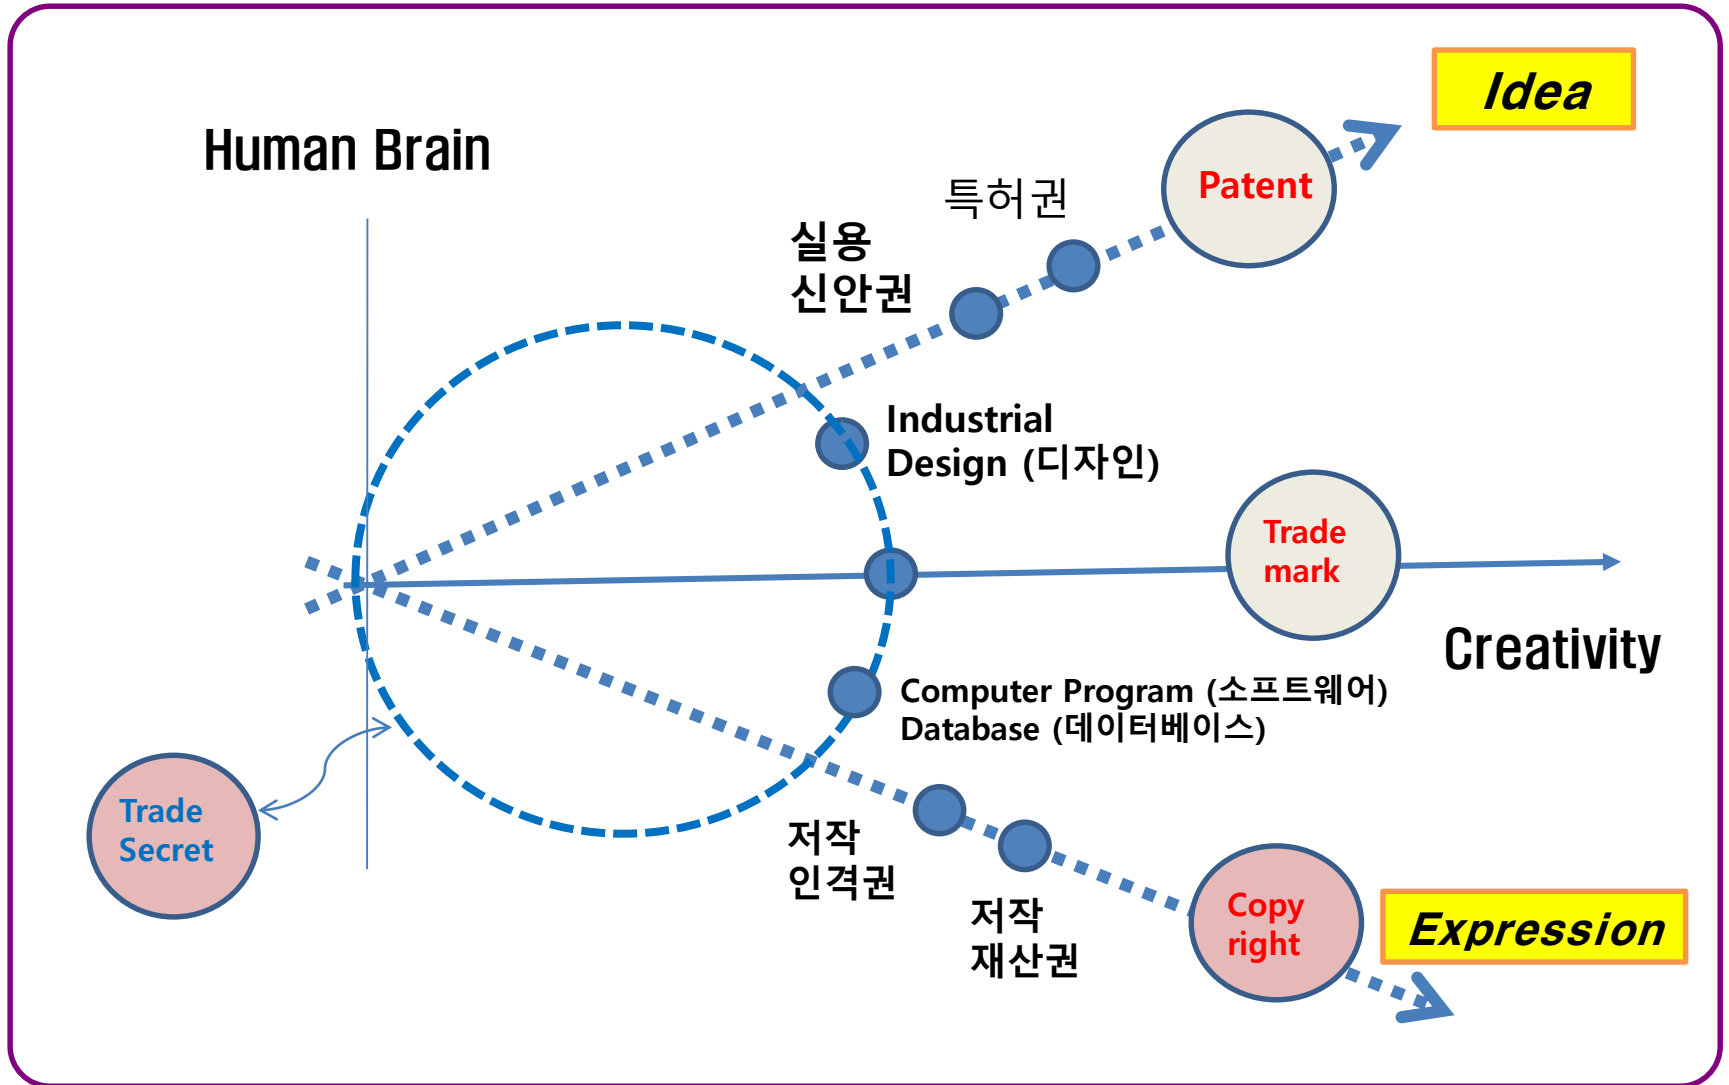 Idea
Human Brain
Patent
특허권
실용
신안권
Industrial
Design (디자인)
Trade
mark
Creativity
Computer Program (소프트웨어)
Database (데이터베이스)
Trade
Secret
저작
인격권
저작
재산권
Copy
right
Expression